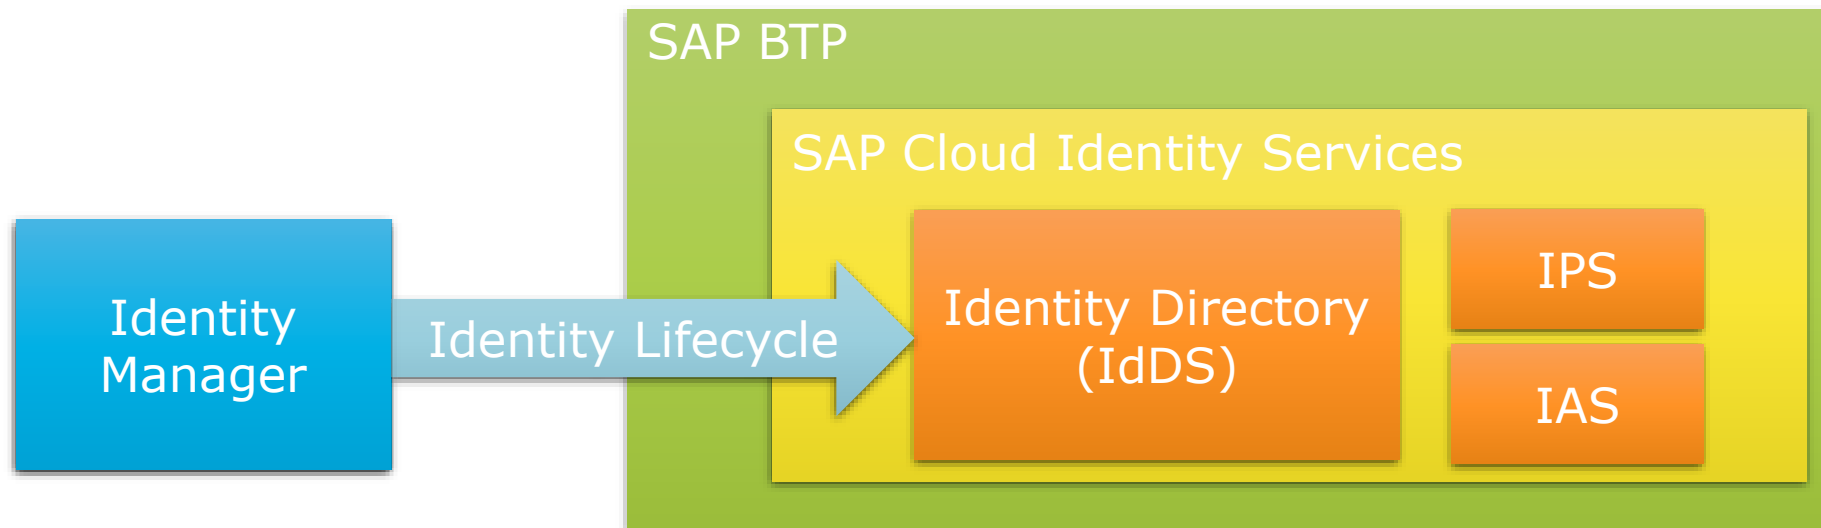 SAP BTP
SAP Cloud Identity Services
Identity
Manager
Identity Lifecycle
Identity Directory
(IdDS)
IPS
IAS